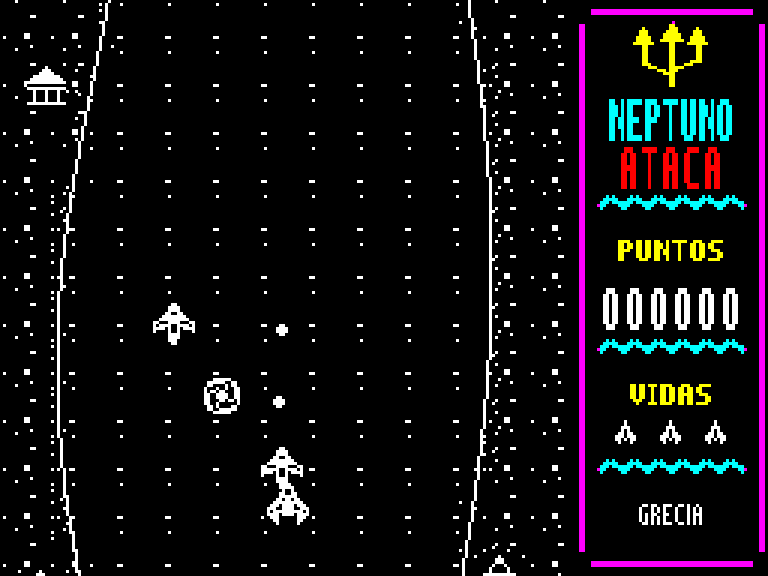 NEPTUNO
ATACA
PUNTOS
000000
VIDAS
GRECIA